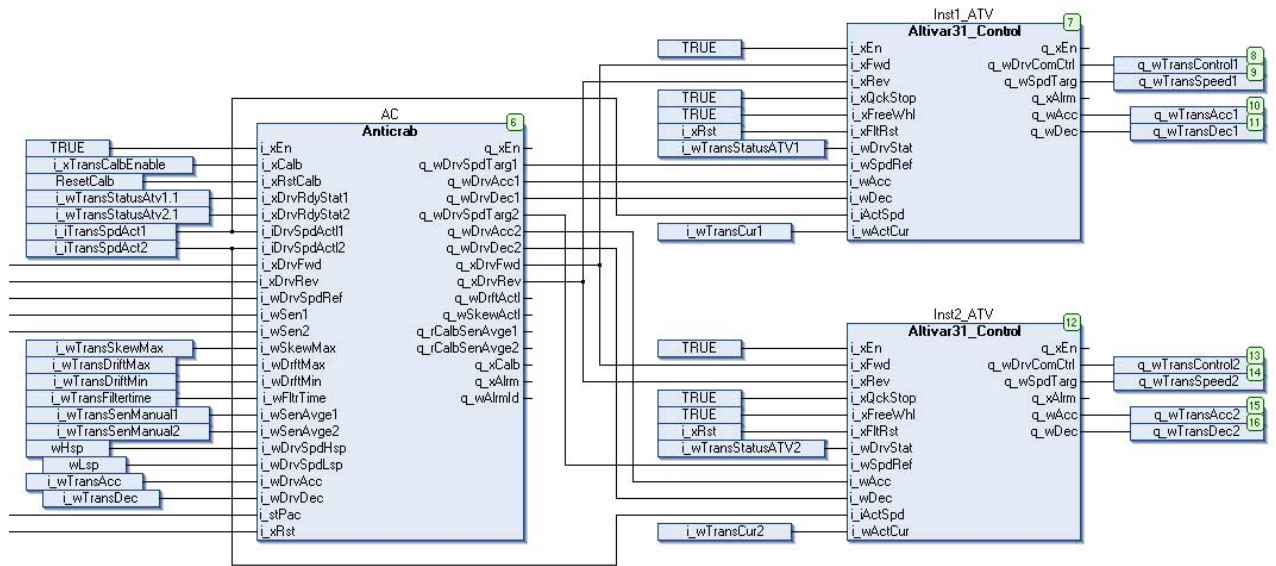 Inst1_ATV
7
Altivar31_Control
TRUE
i_xEn
q_xEn
i_xFwd
q_wDrvComCtrl
8
q_wTransControl1
i_xRev
q_wSpdTarg
9
q_wTransSpeed1
TRUE
i_xQckStop
q_xAlrm
TRUE
i_xFreeWhl
q_wAcc
10
q_wTransAcc1
i_xRst
i_xFltRst
q_wDec
11
q_wTransDec1
i_wTransStatusATV1
i_wDrvStat
i_wSpdRef
i_wAcc
i_wDec
i_iActSpd
i_wTransCur1
i_wActCur
AC
6
Anticrab
TRUE
i_xEn
q_xEn
i_xTransCalbEnable
i_xCalb
q_wDrvSpdTarg1
ResetCalb
i_xRstCalb
q_wDrvAcc1
i_wTransStatusAtv1.1
i_xDrvRdyStat1
q_wDrvDec1
i_wTransStatusAtv2.1
i_xDrvRdyStat2
q_wDrvSpdTarg2
i_iTransSpdAct1
i_iDrvSpdActl1
q_wDrvAcc2
i_iTransSpdAct2
i_iDrvSpdActl2
q_wDrvDec2
i_xDrvFwd
q_xDrvFwd
i_xDrvRev
q_xDrvRev
i_wDrvSpdRef
q_wDrftActl
i_wSen1
q_wSkewActl
i_wSen2
q_rCalbSenAvge1
i_wTransSkewMax
i_wSkewMax
q_rCalbSenAvge2
i_wTransDriftMax
i_wDrftMax
q_xCalb
i_wTransDriftMin
i_wDrftMin
q_xAlrm
i_wTransFiltertime
i_wFltrTime
q_wAlrmId
i_wTransSenManual1
i_wSenAvge1
i_wTransSenManual2
i_wSenAvge2
wHsp
i_wDrvSpdHsp
wLsp
i_wDrvSpdLsp
i_wTransAcc
i_wDrvAcc
i_wTransDec
i_wDrvDec
i_stPac
i_xRst
Inst2_ATV
12
Altivar31_Control
TRUE
i_xEn
q_xEn
i_xFwd
q_wDrvComCtrl
13
q_wTransControl2
i_xRev
q_wSpdTarg
14
q_wTransSpeed2
TRUE
i_xQckStop
q_xAlrm
TRUE
i_xFreeWhl
q_wAcc
15
q_wTransAcc2
i_xRst
i_xFltRst
q_wDec
16
q_wTransDec2
i_wTransStatusATV2
i_wDrvStat
i_wSpdRef
i_wAcc
i_wDec
i_iActSpd
i_wTransCur2
i_wActCur